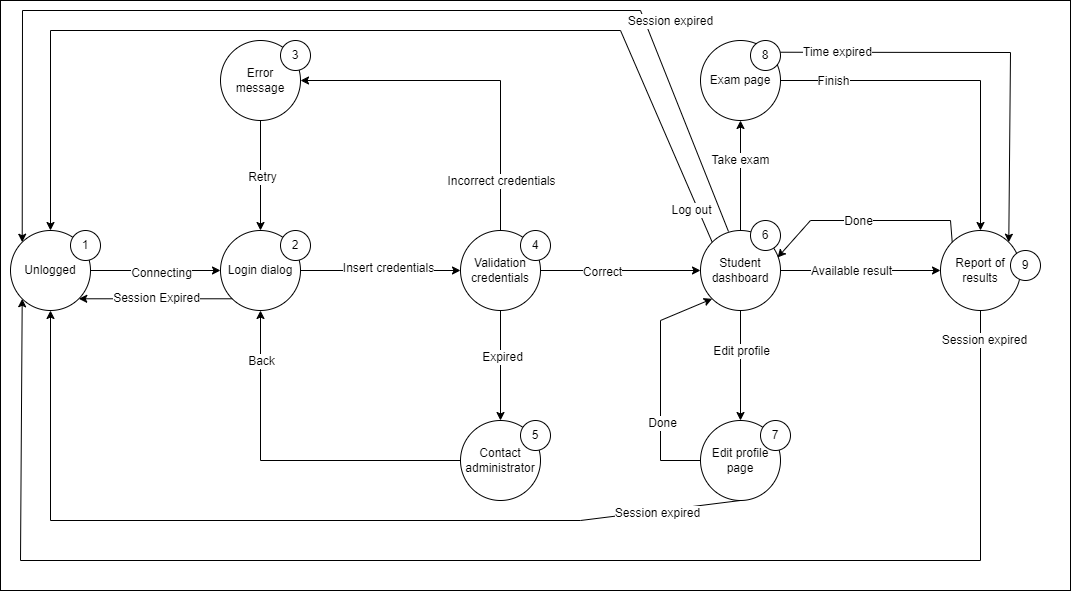 Session expired
3
Error
message
8
Exam page
Time expired
Finish
Take exam
Retry
Incorrect credentials
Log out
Done
1
Unlogged
Connecting
Session Expired
2
Login dialog
Insert credentials
4
Validation
credentials
Correct
6
Student
dashboard
Available result
Report of
results
9
Session expired
Back
Expired
Edit profile
Done
5
Contact
administrator
7
Edit profile
page
Session expired